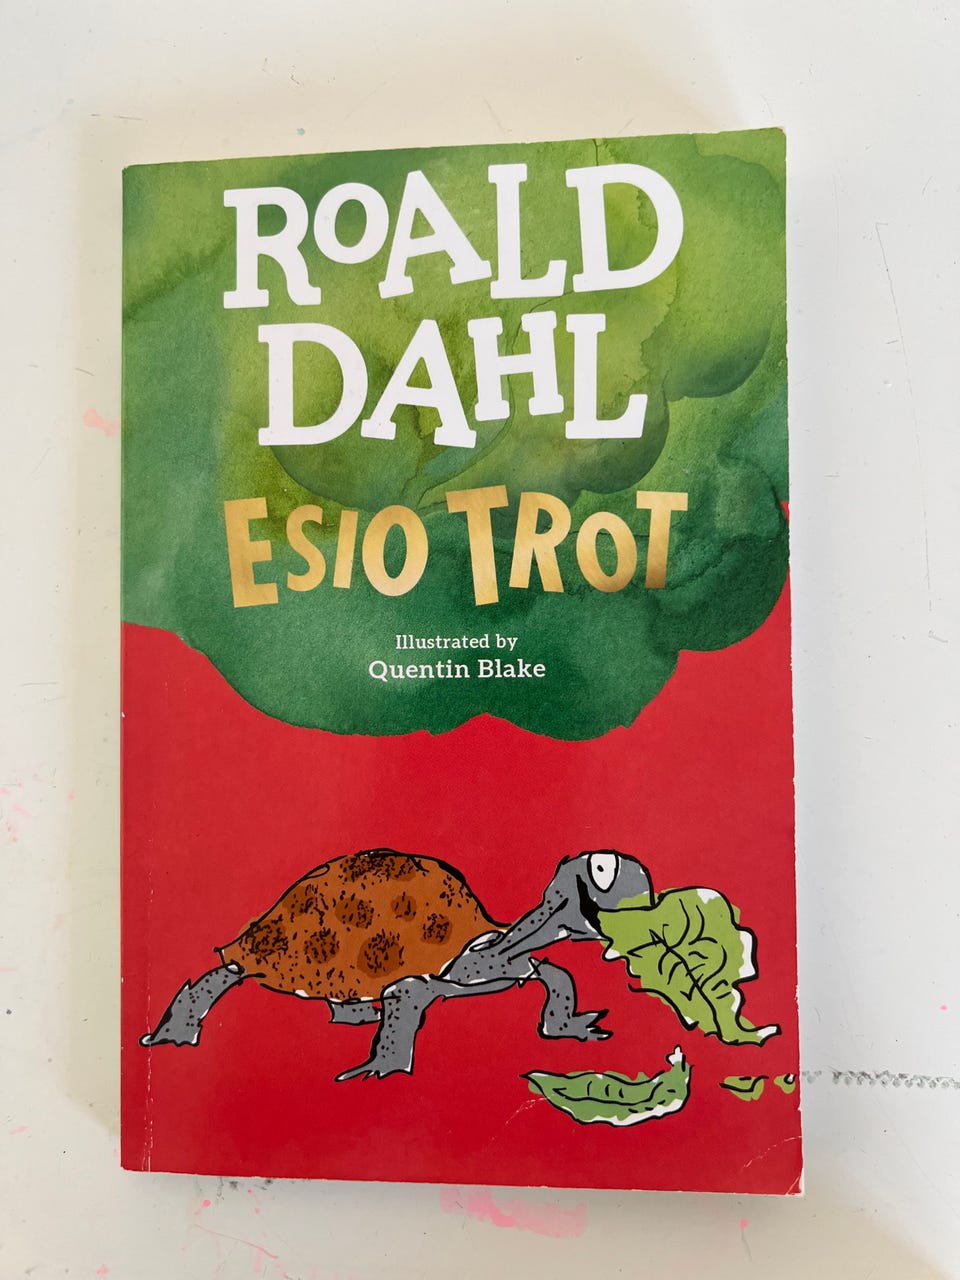 ROALD
DAHL
ESIO TROT
Illustrated by
Quentin Blake